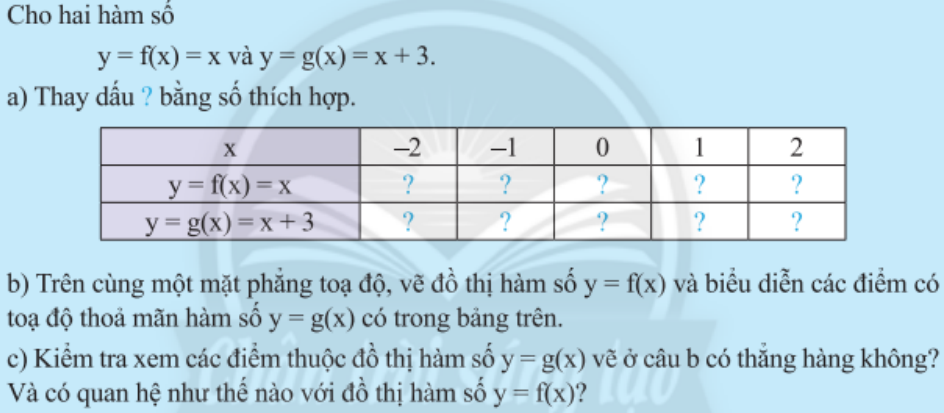 Cho hai hàm số
y = f(x) = x và y = g(x) = x + 3.
a) Thay dấu ? bằng số thích hợp.
x –2 –1 0 1 2
y = f(x) = x ? ? ? ? ?
y = g(x) = x + 3 ? ? ? ? ?
b) Trên cùng một mặt phẳng toạ độ, vẽ đồ thị hàm số y = f(x) và biểu diễn các điểm có
toạ độ thoả mãn hàm số y = g(x) có trong bảng trên.
c) Kiểm tra xem các điểm thuộc đồ thị hàm số y = g(x) vẽ ở câu b có thẳng hàng không?
Và có quan hệ như thế nào với đồ thị hàm số y = f(x)?